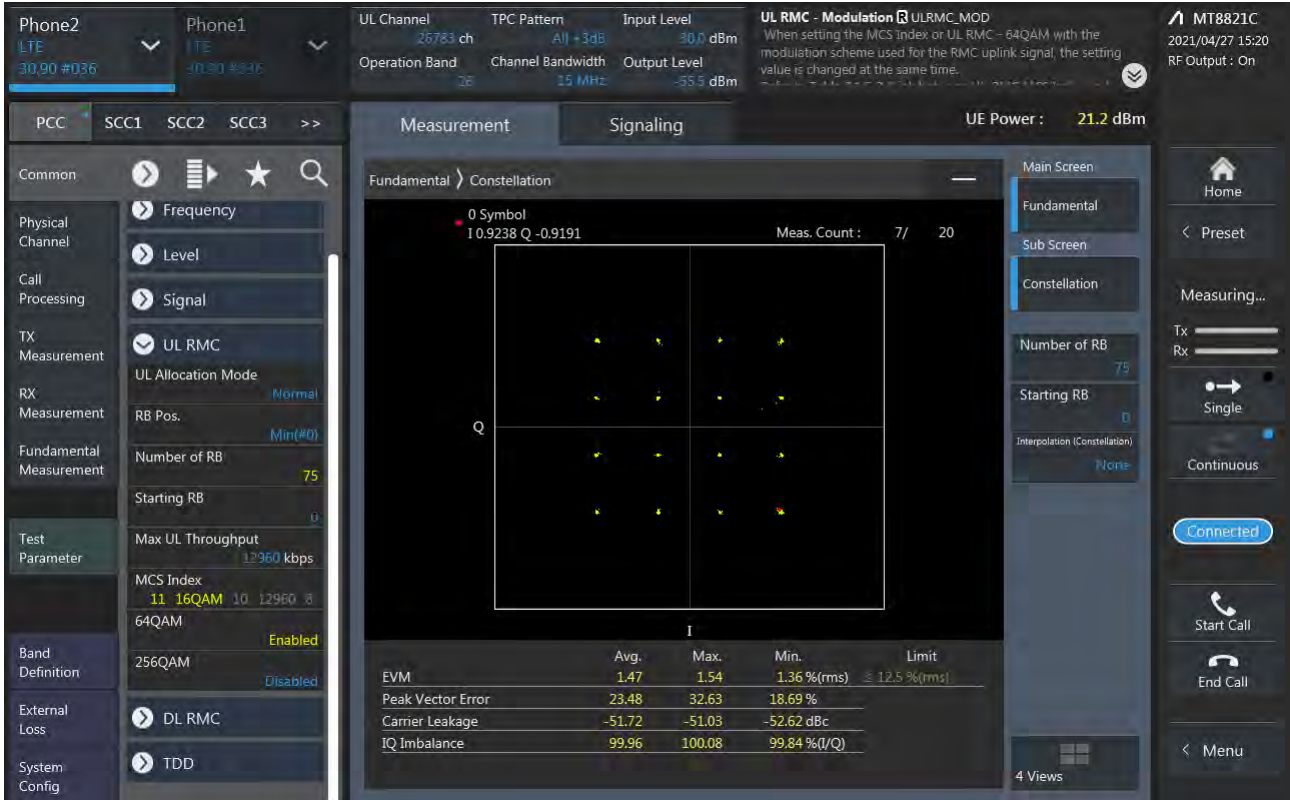 Phone2
LTE
30.90 #036
Phone1
LTE
30.90 #036
UL Channel
26783 ch
TPC Pattern
All +3dB
Input Level
30.0 dBm
Operation Band
26
Channel Bandwidth
15 MHz
Output Level
-55.5 dBm
UL RMC - Modulation R ULRMC_MOD
When setting the MCS Index or UL RMC - 64QAM with the
modulation scheme used for the RMC uplink signal, the setting
value is changed at the same time.
MT8821C
2021/04/27 15:20
RF Output : On
PCC SCC1 SCC2 SCC3 >>
Measurement
Signaling
UE Power : 21.2 dBm
Common
Physical
Channel
Call
Processing
TX
Measurement
RX
Measurement
Fundamental
Measurement
Test
Parameter
Band
Definition
External
Loss
System
Config
Frequency
Level
Signal
UL RMC
UL Allocation Mode
Normal
RB Pos.
Min(#0)
Number of RB
75
Starting RB
0
Max UL Throughput
12960 kbps
MCS Index
11 16QAM 10 12960 8
64QAM
Enabled
256QAM
Disabled
DL RMC
TDD
Fundamental 〉 Constellation
0 Symbol
I 0.9238 Q -0.9191
Meas. Count : 7/ 20
Q
I
Avg. Max. Min. Limit
EVM 1.47 1.54 1.36 %(rms) ≤ 12.5 %(rms)
Peak Vector Error 23.48 32.63 18.69 %
Carrier Leakage -51.72 -51.03 -52.62 dBc
IQ Imbalance 99.96 100.08 99.84 %(I/Q)
Main Screen
Fundamental
Sub Screen
Constellation
Number of RB
75
Starting RB
0
Interpolation (Constellation)
None
4 Views
Home
< Preset
Measuring...
Tx
Rx
Single
Continuous
Connected
Start Call
End Call
< Menu